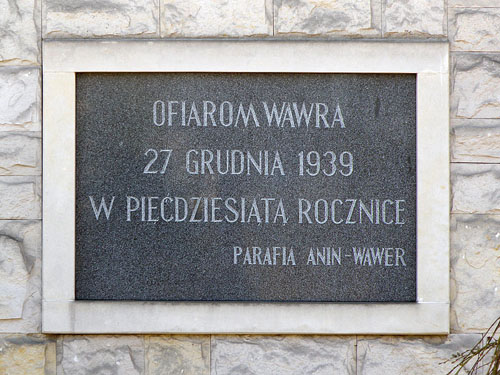 OFIAROM WAWRA
27 GRUDNIA 1939
W PIĘĆDZIESIĄTĄ ROCZNICĘ
PARAFIA ANIN-WAWER